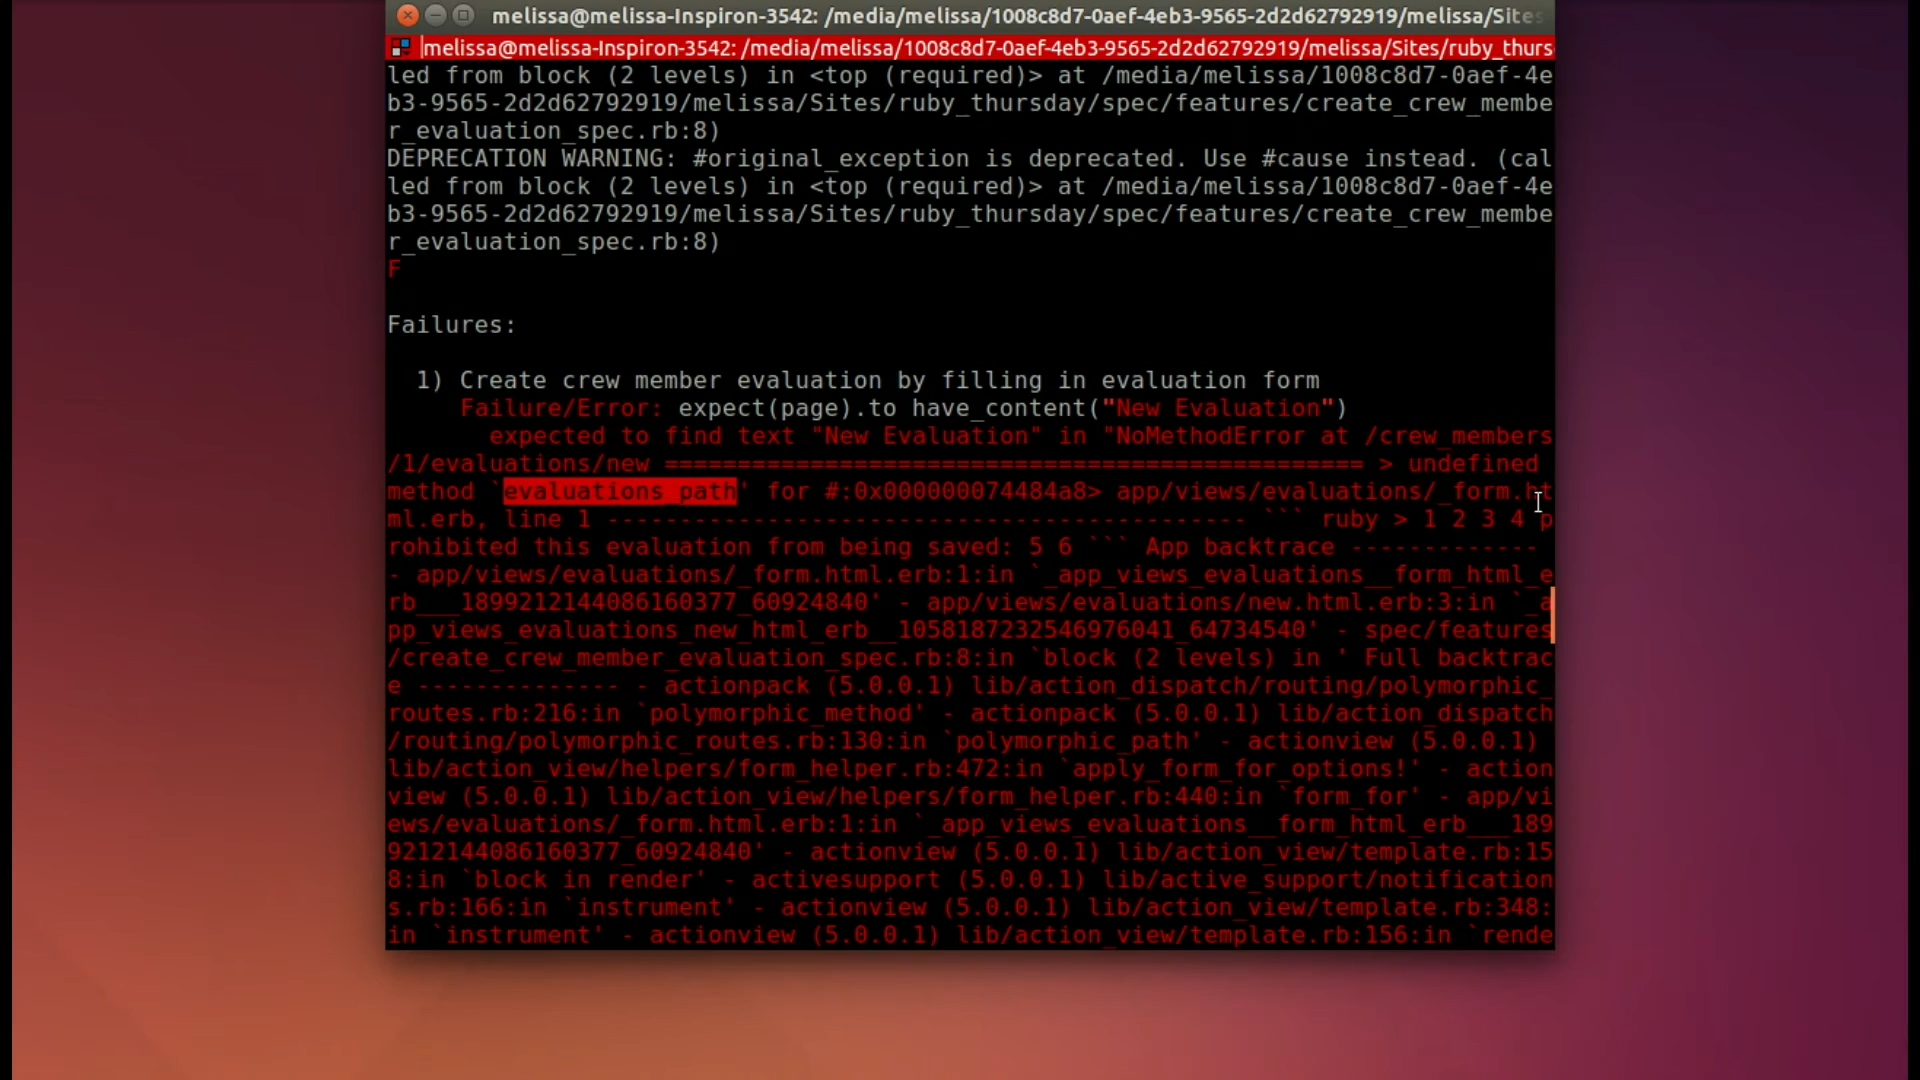 melissa@melissa-Inspiron-3542: /media/melissa/1008c8d7-0aef-4eb3-9565-2d2d62792919/melissa/Sites
melissa@melissa-Inspiron-3542: /media/melissa/1008c8d7-0aef-4eb3-9565-2d2d62792919/melissa/Sites/ruby_thurs
led from block (2 levels) in <top (required)> at /media/melissa/1008c8d7-0aef-4e
b3-9565-2d2d62792919/melissa/Sites/ruby_thursday/spec/features/create_crew_membe
r_evaluation_spec.rb:8)
DEPRECATION WARNING: #original_exception is deprecated. Use #cause instead. (cal
led from block (2 levels) in <top (required)> at /media/melissa/1008c8d7-0aef-4e
b3-9565-2d2d62792919/melissa/Sites/ruby_thursday/spec/features/create_crew_membe
r_evaluation_spec.rb:8)
F
Failures:
1) Create crew member evaluation by filling in evaluation form
Failure/Error: expect(page).to have_content("New Evaluation")
expected to find text "New Evaluation" in "NoMethodError at /crew_members
/1/evaluations/new ================================================ > undefined
method `evaluations_path' for #:0x000000074484a8> app/views/evaluations/_form.ht
ml.erb, line 1 -------------------------------------------- ``` ruby > 1 2 3 4 p
rohibited this evaluation from being saved: 5 6 ``` App backtrace -------------
- app/views/evaluations/_form.html.erb:1:in `_app_views_evaluations__form_html_e
rb___1899212144086160377_60924840' - app/views/evaluations/new.html.erb:3:in `_a
pp_views_evaluations_new_html_erb__1058187232546976041_64734540' - spec/features
/create_crew_member_evaluation_spec.rb:8:in `block (2 levels) in ' Full backtrac
e -------------- - actionpack (5.0.0.1) lib/action_dispatch/routing/polymorphic_
routes.rb:216:in `polymorphic_method' - actionpack (5.0.0.1) lib/action_dispatch
/routing/polymorphic_routes.rb:130:in `polymorphic_path' - actionview (5.0.0.1)
lib/action_view/helpers/form_helper.rb:472:in `apply_form_for_options!' - action
view (5.0.0.1) lib/action_view/helpers/form_helper.rb:440:in `form_for' - app/vi
ews/evaluations/_form.html.erb:1:in `_app_views_evaluations__form_html_erb___189
9212144086160377_60924840' - actionview (5.0.0.1) lib/action_view/template.rb:15
8:in `block in render' - activesupport (5.0.0.1) lib/active_support/notification
s.rb:166:in `instrument' - actionview (5.0.0.1) lib/action_view/template.rb:348:
in `instrument' - actionview (5.0.0.1) lib/action_view/template.rb:156:in `rende